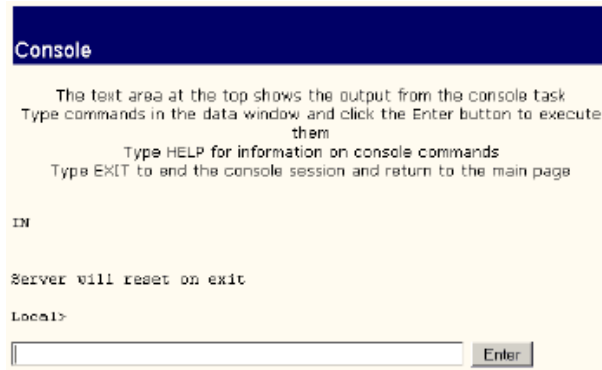 Console
The text area at the top shows the output from the console task
Type commands in the data window and click the Enter button to execute
them
Type HELP for information on console commands
Type EXIT to end the console session and return to the main page
IN
Server will reset on exit
Local>
Enter